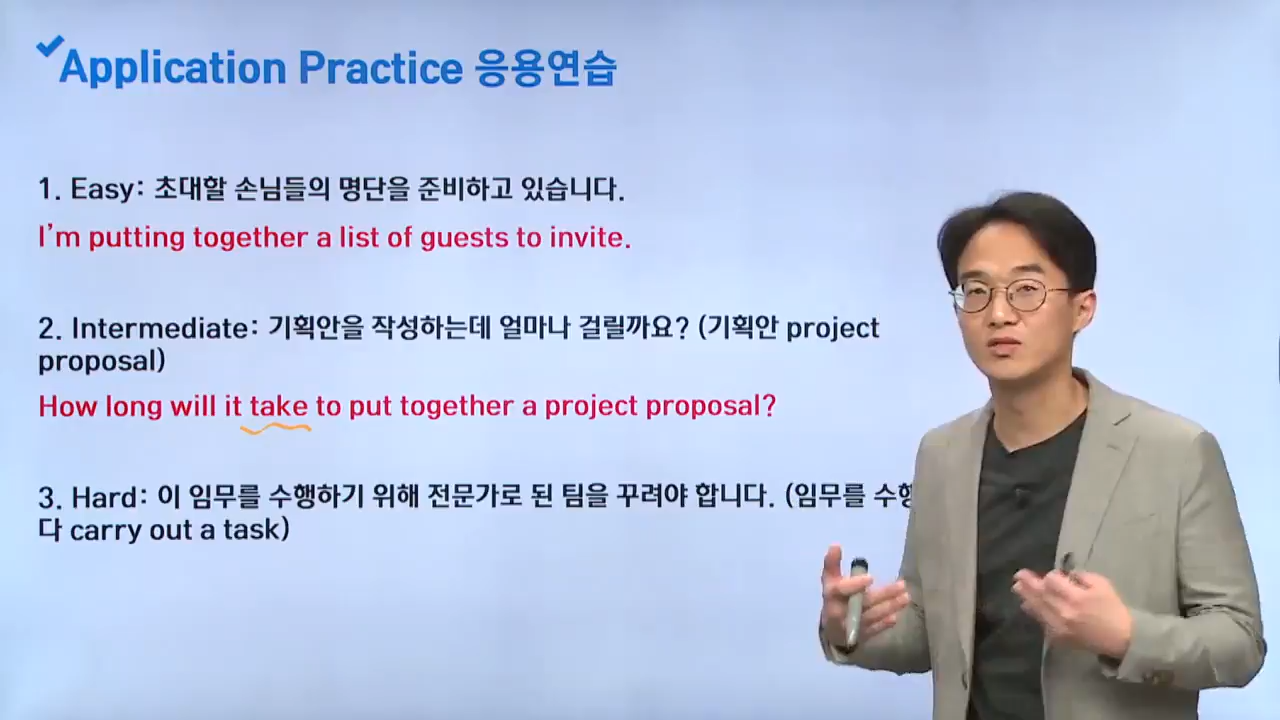 Application Practice 응용연습
1. Easy: 초대할 손님들의 명단을 준비하고 있습니다.
I'm putting together a list of guests to invite.
2. Intermediate: 기획안을 작성하는데 얼마나 걸릴까요? (기획안 project
proposal)
How long will it take to put together a project proposal?
3. Hard: 이 임무를 수행하기 위해 전문가로 된 팀을 꾸려야 합니다. (임무를
다 carry out a task)